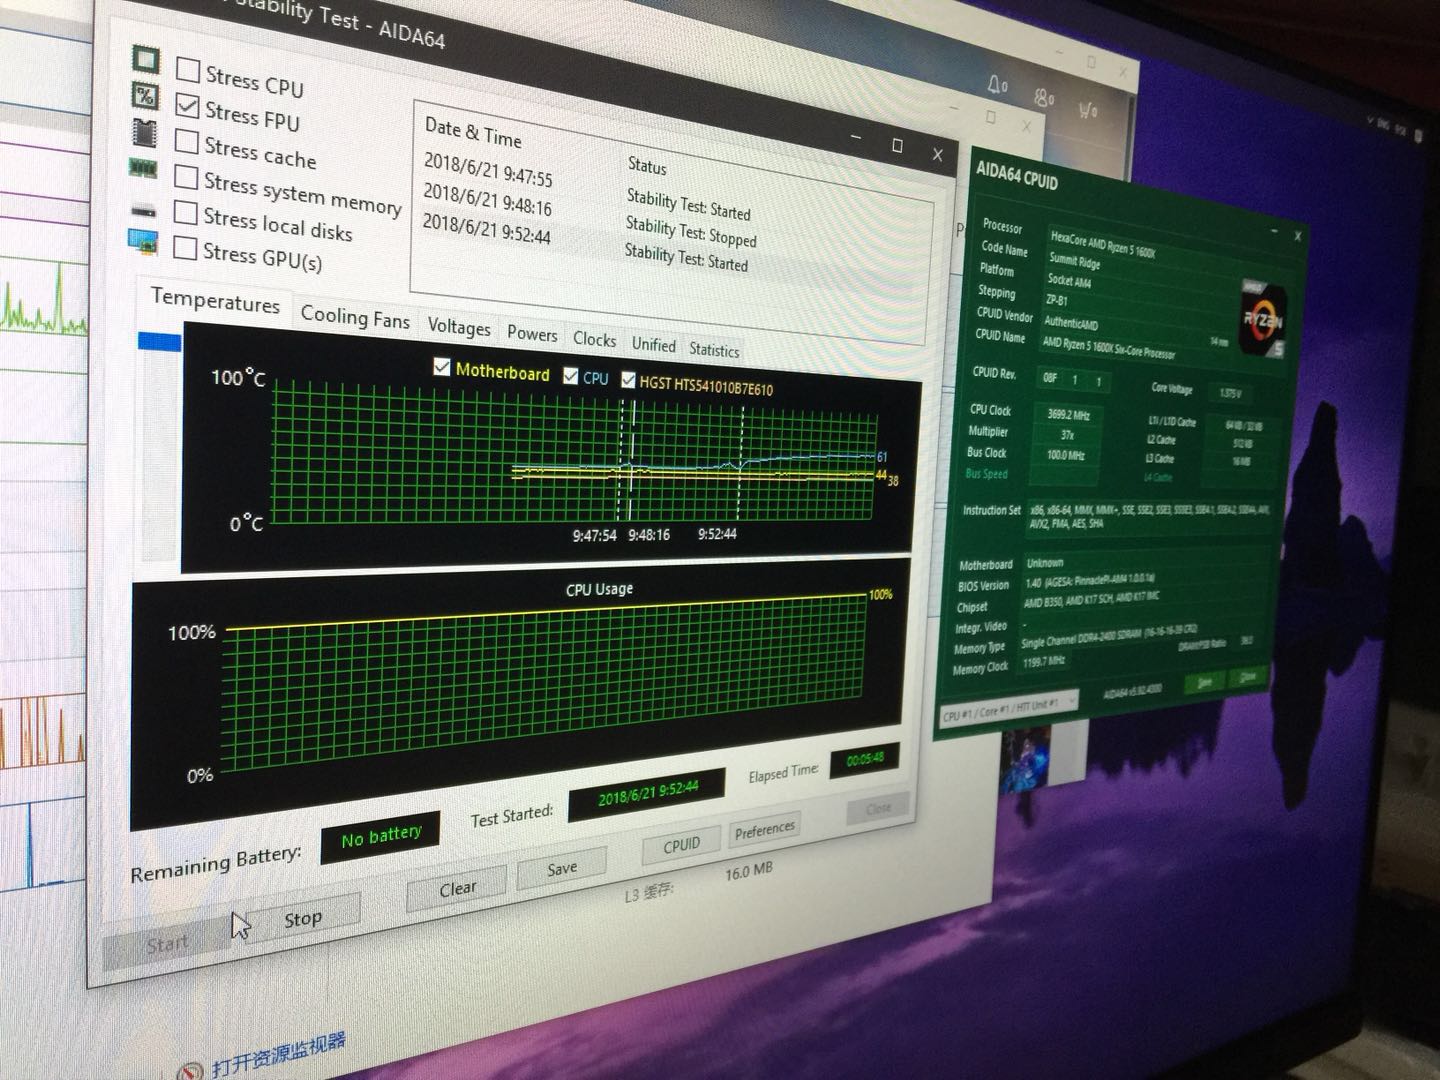 Stability Test - AIDA64
Stress CPU
Stress FPU
Stress cache
Stress system memory
Stress local disks
Stress GPU(s)
Date & Time
Status
2018/6/21 9:47:55
Stability Test: Started
2018/6/21 9:48:16
Stability Test: Stopped
2018/6/21 9:52:44
Stability Test: Started
Temperatures
Cooling Fans
Voltages
Powers
Clocks
Unified
Statistics
Motherboard
CPU
HGST HTS541010B7E610
100°C
0°C
61
44
38
9:47:54
9:48:16
9:52:44
CPU Usage
100%
100%
0%
Remaining Battery:
No battery
Test Started:
2018/6/21 9:52:44
Elapsed Time:
00:05:48
Start
Stop
Clear
Save
CPUID
Preferences
Close
L3 缓存:
16.0 MB
打开资源监视器
0
0
0
ENG
AIDA64 CPUID
Processor
HexaCore AMD Ryzen 5 1600X
Code Name
Summit Ridge
Platform
Socket AM4
Stepping
ZP-B1
CPUID Vendor
AuthenticAMD
CPUID Name
AMD Ryzen 5 1600X Six-Core Processor
14 nm
RYZEN
5
CPUID Rev.
08F
1
1
Core Voltage
1.375 V
CPU Clock
3699.2 MHz
Multiplier
37x
Bus Clock
100.0 MHz
Bus Speed
L1I / L1D Cache
64 KB / 32 KB
L2 Cache
512 KB
L3 Cache
16 MB
L4 Cache
Instruction Set
x86, x86-64, MMX, MMX+, SSE, SSE2, SSE3, SSSE3, SSE4.1, SSE4.2, SSE4A, AVX,
AVX2, FMA, AES, SHA
Motherboard
Unknown
BIOS Version
1.40 (AGESA: PinnaclePI-AM4 1.0.0.1a)
Chipset
AMD B350, AMD K17 SCH, AMD K17 IMC
Integr. Video
-
Memory Type
Single Channel DDR4-2400 SDRAM (16-16-16-39 CR2)
Memory Clock
1199.7 MHz
DRAM:FSB Ratio
CPU #1 / Core #1 / HTT Unit #1
AIDA64 v5.92.4300
Save
Close